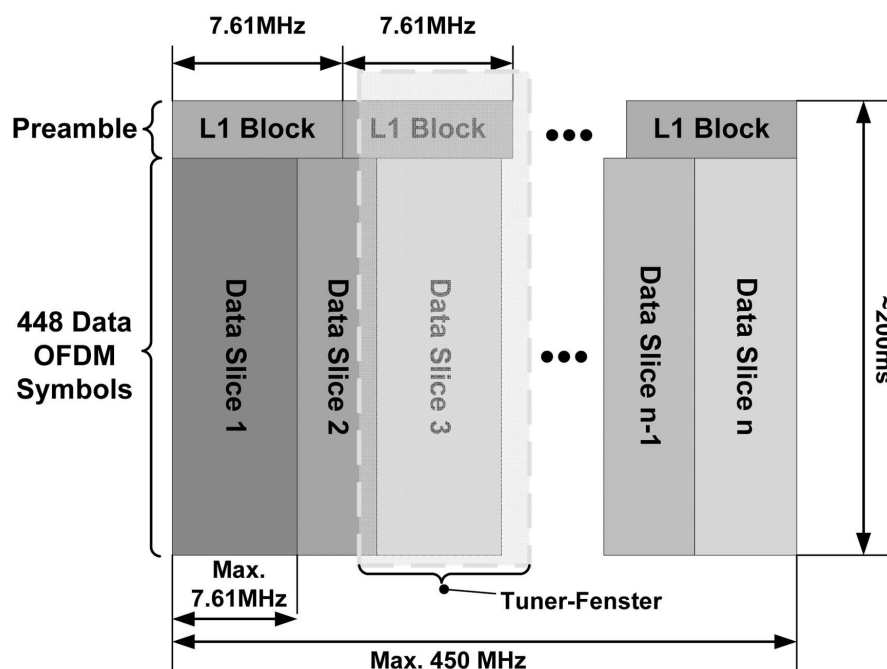 7.61MHz 7.61MHz
Preamble
L1 Block L1 Block ••• L1 Block
448 Data
OFDM
Symbols
Data Slice 1
Data Slice 2
Data Slice 3
•••
Data Slice n-1
Data Slice n
~200ms
Max.
7.61MHz
Tuner-Fenster
Max. 450 MHz